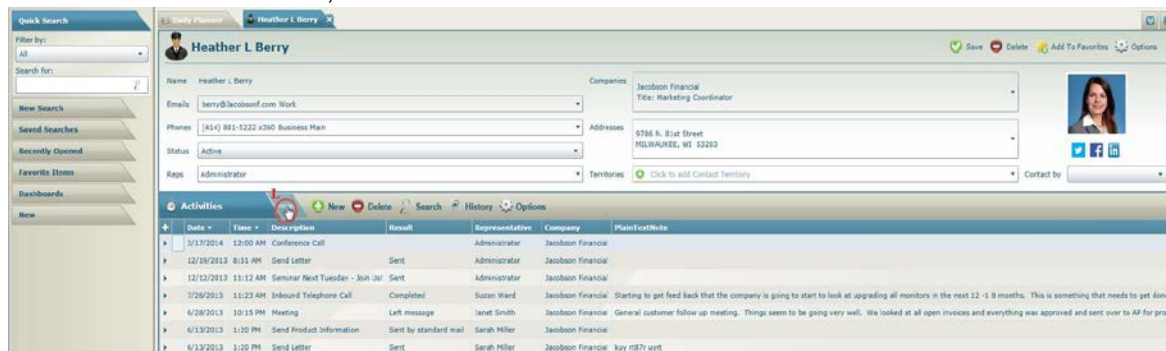 Quick Search
Daily Planner
Heather L Berry
Filter by:
All
Search for:
New Search
Saved Searches
Recently Opened
Favorite Items
Dashboards
New
Heather L Berry
Save Delete Add To Favorites Options
Name Heather L Berry
Companies Jacobson Financial
Title: Marketing Coordinator
Emails berry@Jacobsonf.com Work
Phones (414) 881-5222 x360 Business Main
Addresses 9786 N. 81st Street
MILWAUKEE, WI 53283
Status Active
Reps Administrator
Territories Click to add Contact Territory
Contact by
L
Activities New Delete Search History Options
Date Time Description Result Representative Company PlainTextNote
3/17/2014 12:00 AM Conference Call Administrator Jacobson Financial
12/19/2013 8:51 AM Send Letter Sent Administrator Jacobson Financial
12/12/2013 11:12 AM Seminar Next Tuesday - Join Us! Sent Administrator Jacobson Financial
7/26/2013 11:23 AM Inbound Telephone Call Completed Suzan Ward Jacobson Financial Starting to get feed back that the company is going to start to look at upgrading all monitors in the next 12 -1 8 months. This is something that needs to get don
6/28/2013 10:15 PM Meeting Left message Janet Smith Jacobson Financial General customer follow up meeting. Things seem to be going very well. We looked at all open invoices and everything was approved and sent over to AF for pro
6/13/2013 1:20 PM Send Product Information Sent by standard mail Sarah Miller Jacobson Financial
6/13/2013 1:20 PM Send Letter Sent Sarah Miller Jacobson Financial